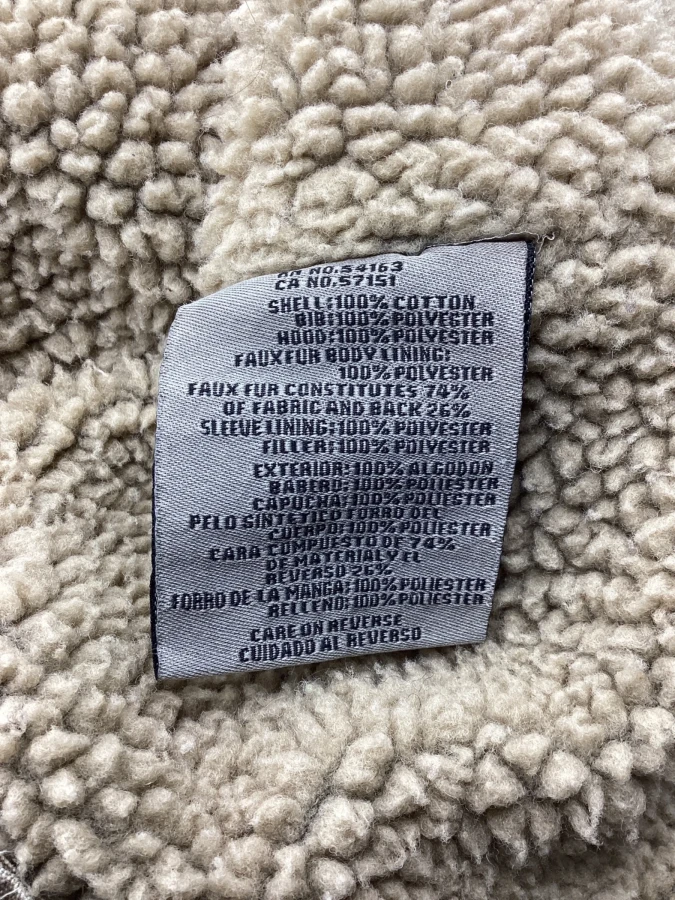 RN NO.54163
CA NO.57151
SHELL:100% COTTON
BIB:100% POLYESTER
HOOD:100% POLYESTER
FAUX FUR BODY LINING:
100% POLYESTER
FAUX FUR CONSTITUTES 74%
OF FABRIC AND BACK 26%
SLEEVE LINING:100% POLYESTER
FILLER:100% POLYESTER
EXTERIOR:100% ALGODON
BABERO:100% POLIESTER
CAPUCHA:100% POLIESTER
PELO SINTETICO FORRO DEL
CUERPO:100% POLIESTER
CARA COMPUESTO DE 74%
DE MATERIAL Y EL
REVERSO 26%
FORRO DE LA MANGA:100% POLIESTER
RELLENO:100% POLIESTER
CARE ON REVERSE
CUIDADO AL REVERSO